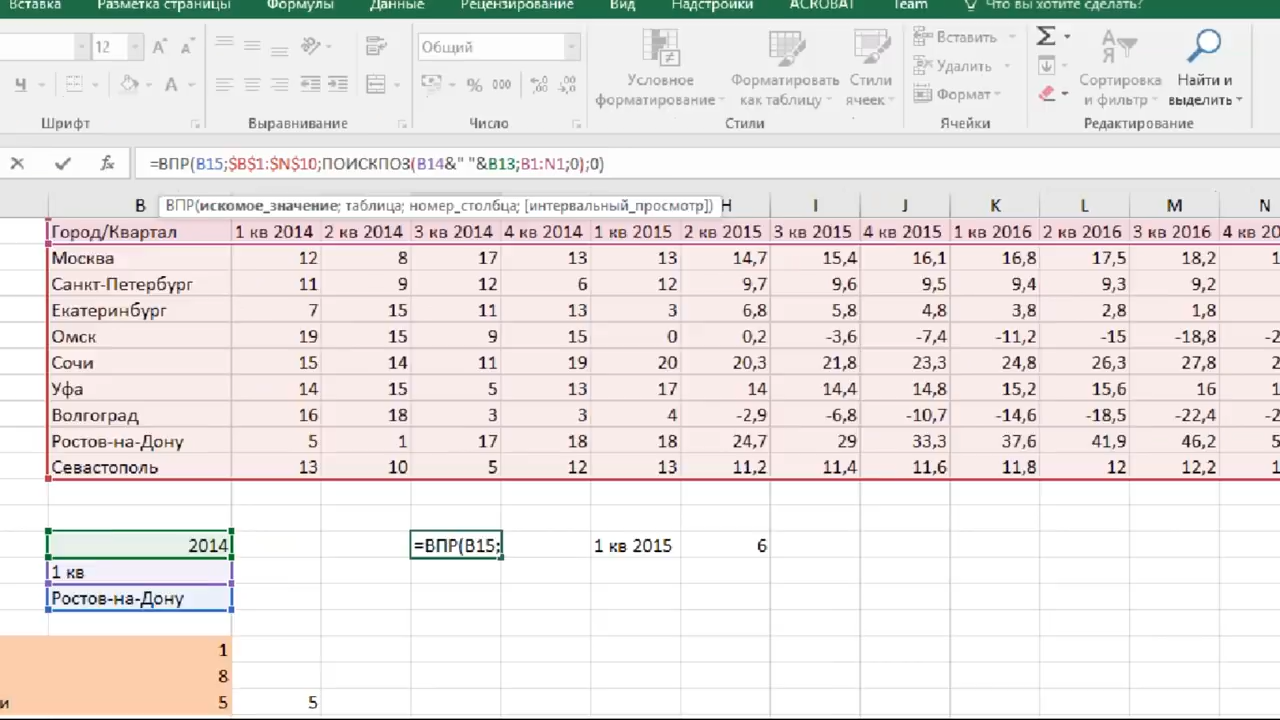 Вставка Разметка страницы Формулы Данные Рецензирование Вид Надстройки ACROBAT Team Что вы хотите сделать?
12 Общий Вставить
Условное форматирование Форматировать как таблицу Стили ячеек Удалить Сортировка и фильтр Найти и выделить
Ч А % 000 Формат
Шрифт Выравнивание Число Стили Ячейки Редактирование
=ВПР(B15;$B$1:$N$10;ПОИСКПОЗ(B14&" "&B13;B1:N1;0);0)
ВПР(искомое_значение; таблица; номер_столбца; [интервальный_просмотр])
B H I J K L M N
Город/Квартал 1 кв 2014 2 кв 2014 3 кв 2014 4 кв 2014 1 кв 2015 2 кв 2015 3 кв 2015 4 кв 2015 1 кв 2016 2 кв 2016 3 кв 2016 4 кв 20
Москва 12 8 17 13 13 14,7 15,4 16,1 16,8 17,5 18,2 1
Санкт-Петербург 11 9 12 6 12 9,7 9,6 9,5 9,4 9,3 9,2
Екатеринбург 7 15 11 13 3 6,8 5,8 4,8 3,8 2,8 1,8
Омск 19 15 9 15 0 0,2 -3,6 -7,4 -11,2 -15 -18,8 -2
Сочи 15 14 11 19 20 20,3 21,8 23,3 24,8 26,3 27,8 2
Уфа 14 15 5 13 17 14 14,4 14,8 15,2 15,6 16 1
Волгоград 16 18 3 3 4 -2,9 -6,8 -10,7 -14,6 -18,5 -22,4 -2
Ростов-на-Дону 5 1 17 18 18 24,7 29 33,3 37,6 41,9 46,2 5
Севастополь 13 10 5 12 13 11,2 11,4 11,6 11,8 12 12,2 1
2014 =ВПР(B15; 1 кв 2015 6
1 кв
Ростов-на-Дону
1
8
и 5 5